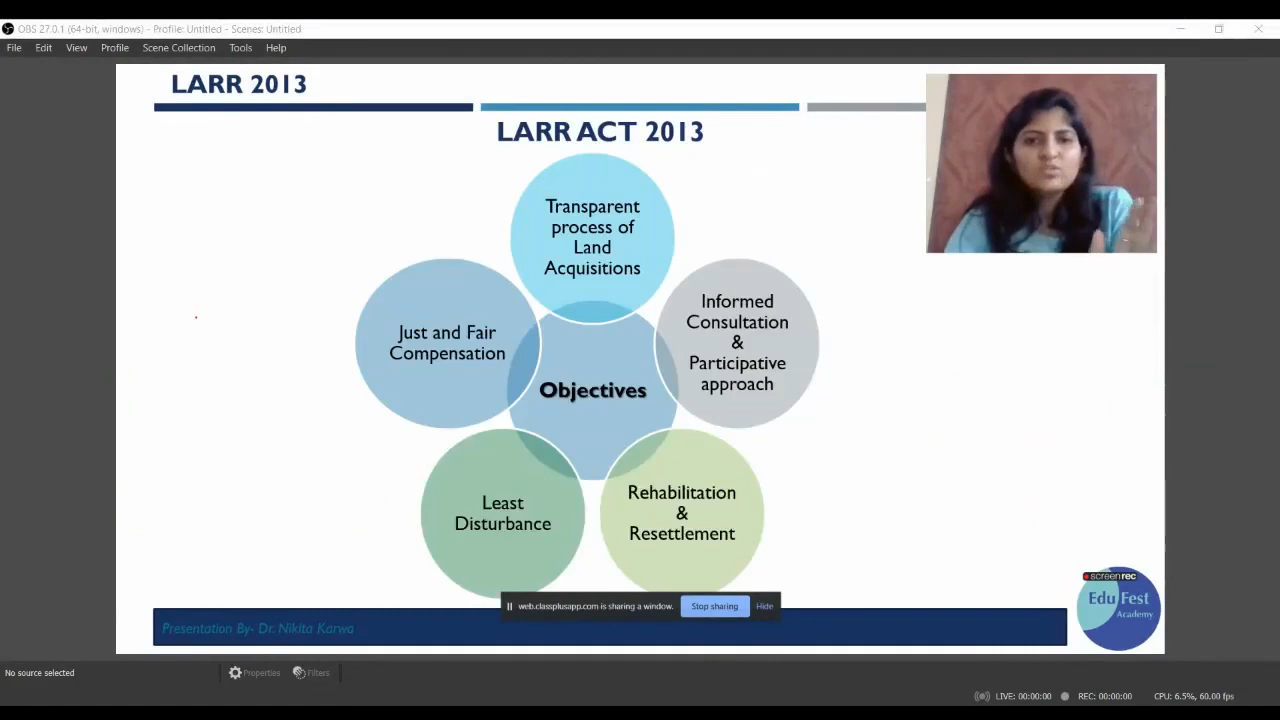 OBS 27.0.1 (64-bit, windows) - Profile: Untitled - Scenes: Untitled
File Edit View Profile Scene Collection Tools Help
LARR 2013
LARR ACT 2013
Transparent
process of
Land
Acquisitions
Informed
Consultation
&
Participative
approach
Just and Fair
Compensation
Objectives
Least
Disturbance
Rehabilitation
&
Resettlement
web.classplusapp.com is sharing a window. Stop sharing Hide
Presentation By- Dr. Nikita Karwa
screenrec
Edu Fest
Academy
No source selected
Properties Filters
LIVE: 00:00:00 REC: 00:00:00 CPU: 6.5%, 60.00 fps